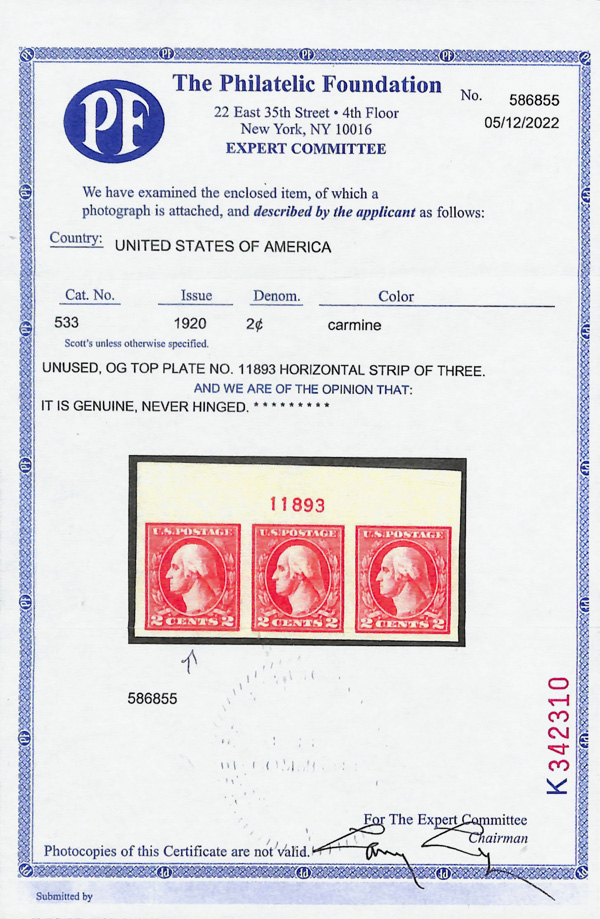 The Philatelic Foundation
PF
22 East 35th Street • 4th Floor
New York, NY 10016
EXPERT COMMITTEE
No. 586855
05/12/2022
We have examined the enclosed item, of which a
photograph is attached, and described by the applicant as follows:
Country: UNITED STATES OF AMERICA
Cat. No. Issue Denom. Color
533 1920 2¢ carmine
Scott's unless otherwise specified.
UNUSED, OG TOP PLATE NO. 11893 HORIZONTAL STRIP OF THREE.
AND WE ARE OF THE OPINION THAT:
IT IS GENUINE, NEVER HINGED. * * * * * * * * *
11893
U.S. POSTAGE U.S. POSTAGE U.S. POSTAGE
2 CENTS 2 2 CENTS 2 2 CENTS 2
586855
K 342310
For The Expert Committee
Chairman
Photocopies of this Certificate are not valid.
Submitted by